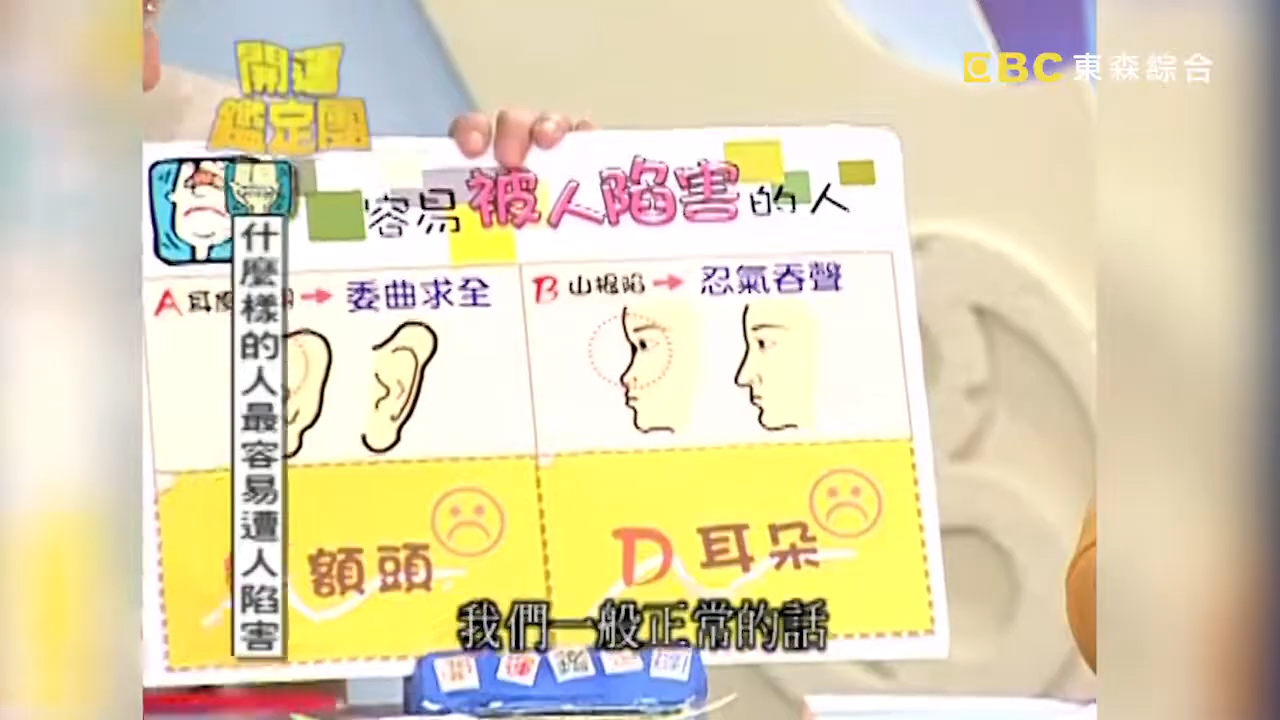 開運
鑑定團
EBC 東森綜合
容易被人陷害的人
什麼樣的人最容易遭人陷害
A 耳
委曲求全
B 山根陷
忍氣吞聲
額頭
D 耳朵
我們一般正常的話